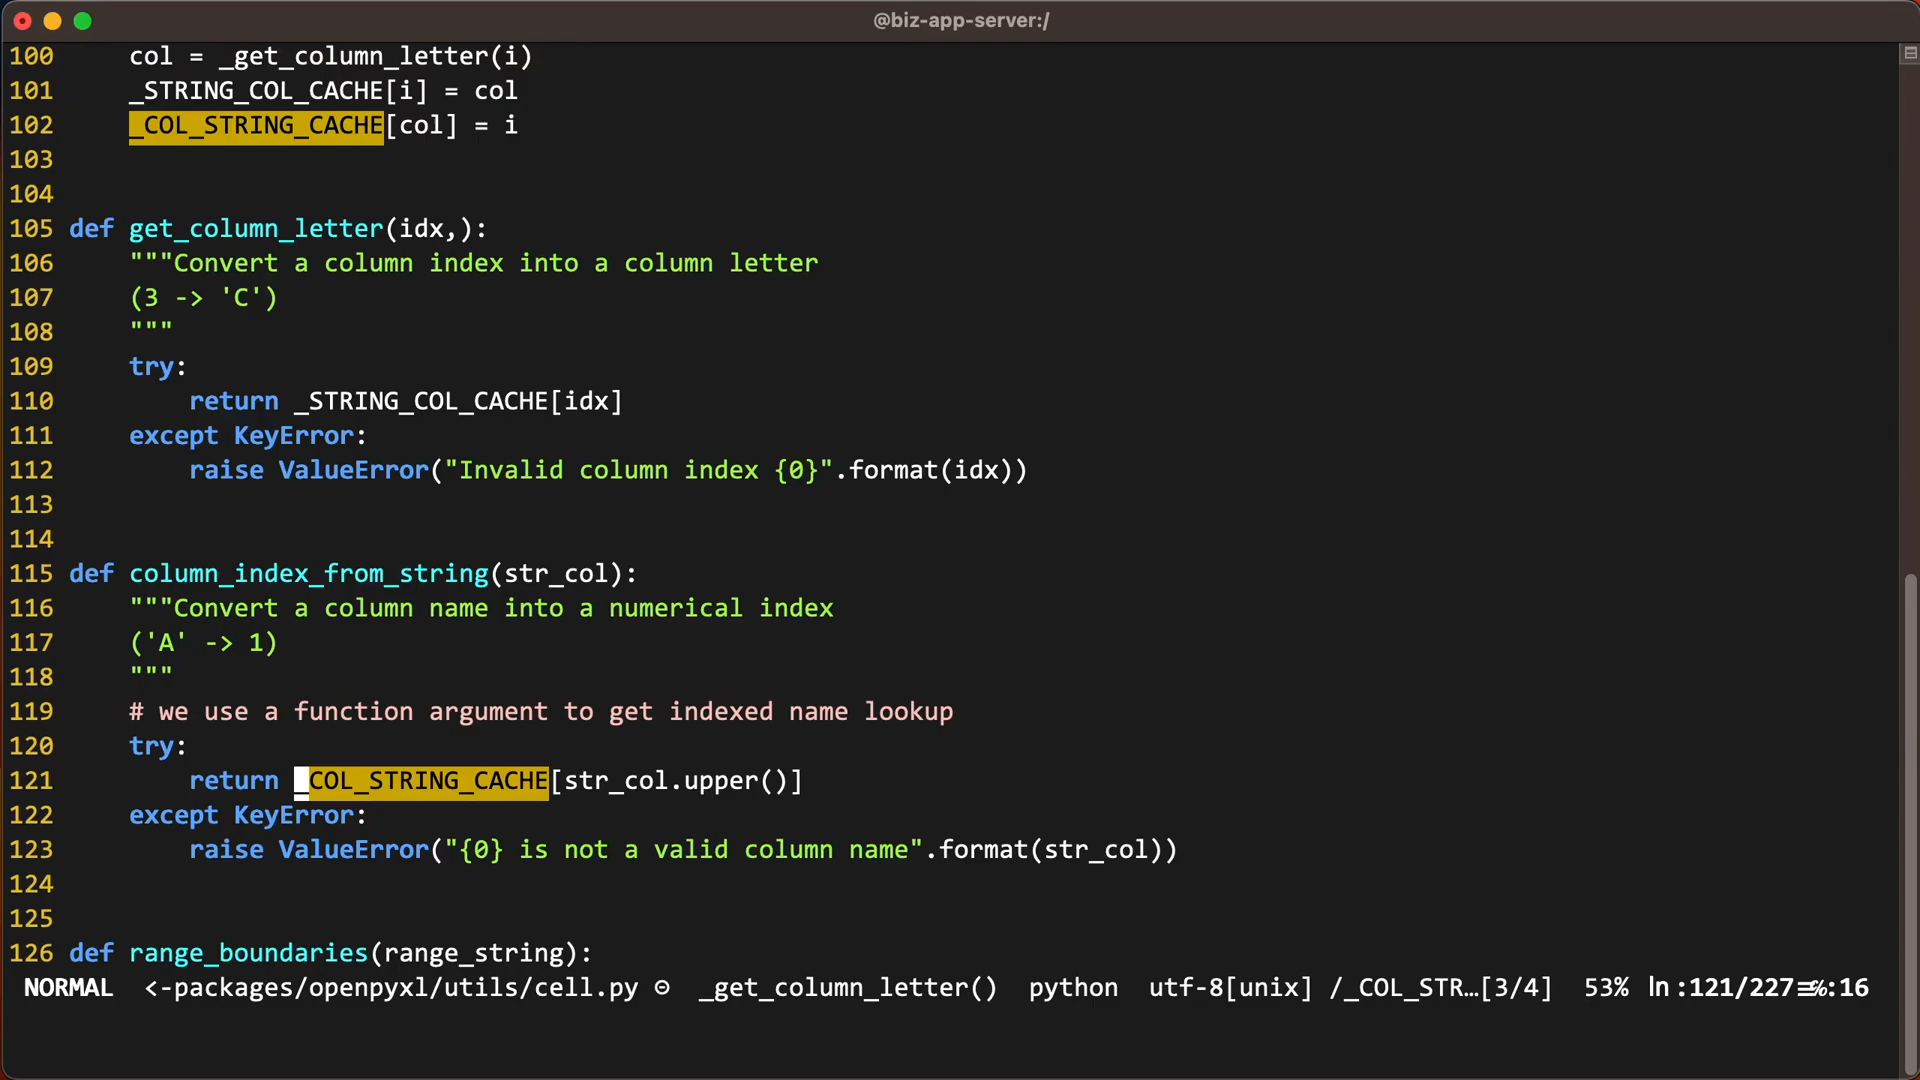 @biz-app-server:/
100     col = _get_column_letter(i)
101     _STRING_COL_CACHE[i] = col
102     _COL_STRING_CACHE[col] = i
103
104
105 def get_column_letter(idx,):
106     """Convert a column index into a column letter
107     (3 -> 'C')
108     """
109     try:
110         return _STRING_COL_CACHE[idx]
111     except KeyError:
112         raise ValueError("Invalid column index {0}".format(idx))
113
114
115 def column_index_from_string(str_col):
116     """Convert a column name into a numerical index
117     ('A' -> 1)
118     """
119     # we use a function argument to get indexed name lookup
120     try:
121         return _COL_STRING_CACHE[str_col.upper()]
122     except KeyError:
123         raise ValueError("{0} is not a valid column name".format(str_col))
124
125
126 def range_boundaries(range_string):
NORMAL <-packages/openpyxl/utils/cell.py ⊝ _get_column_letter() python utf-8[unix] /_COL_STR…[3/4] 53% ln:121/227≡℅:16